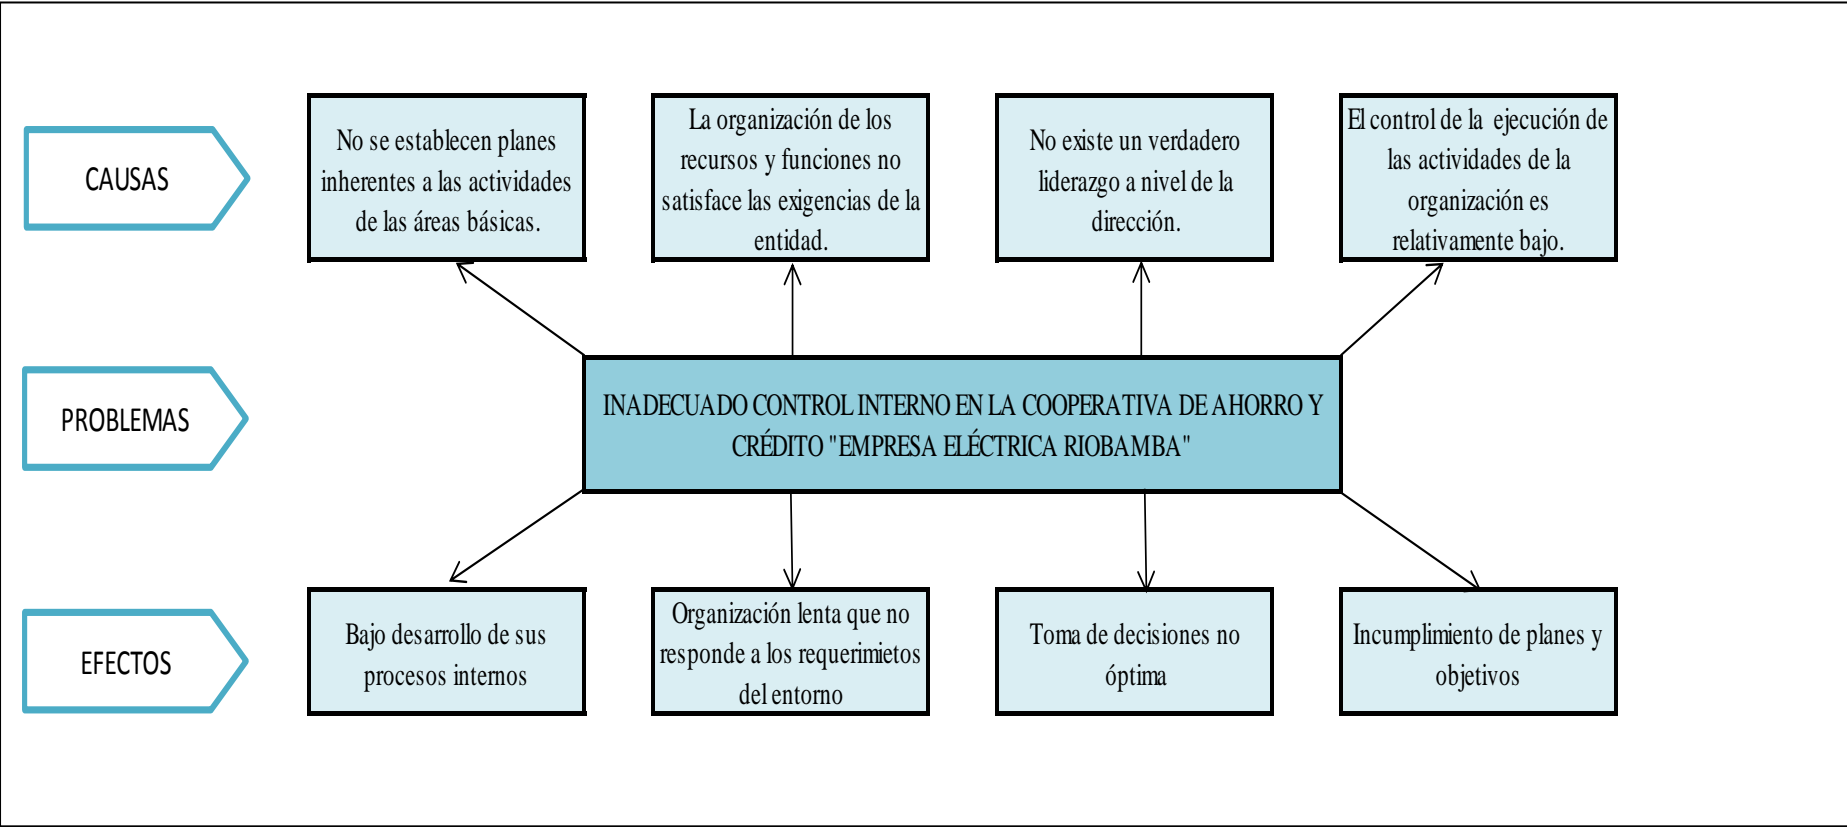 CAUSAS
No se establecen planes
inherentes a las actividades
de las áreas básicas.
La organización de los
recursos y funciones no
satisface las exigencias de la
entidad.
No existe un verdadero
liderazgo a nivel de la
dirección.
El control de la ejecución de
las actividades de la
organización es
relativamente bajo.
PROBLEMAS
INADECUADO CONTROL INTERNO EN LA COOPERATIVA DE AHORRO Y
CRÉDITO "EMPRESA ELÉCTRICA RIOBAMBA"
EFECTOS
Bajo desarrollo de sus
procesos internos
Organización lenta que no
responde a los requerimietos
del entorno
Toma de decisiones no
óptima
Incumplimiento de planes y
objetivos